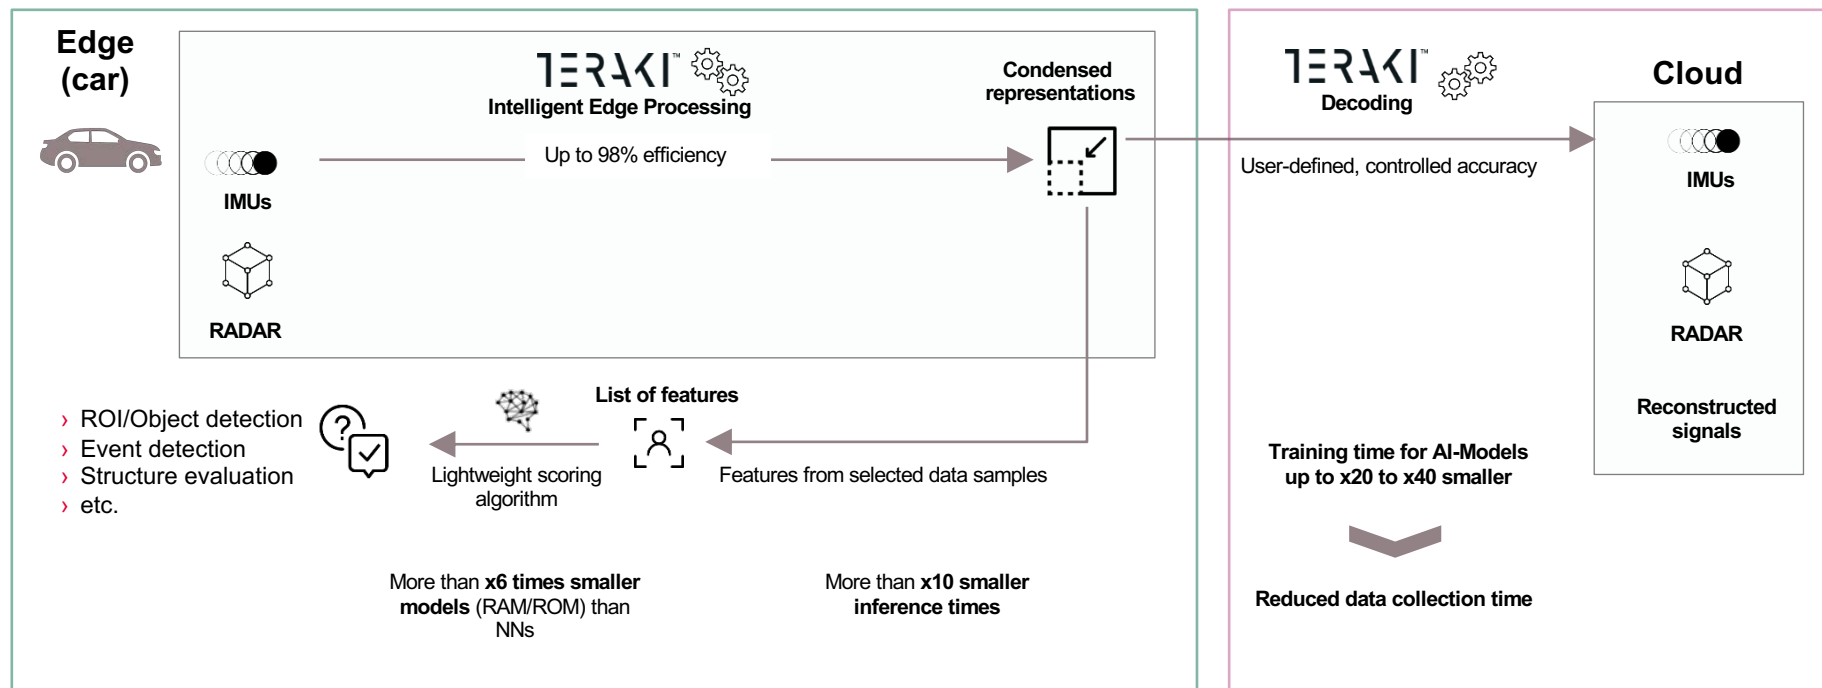 Edge
(car)
TERAKI™
Intelligent Edge Processing
Up to 98% efficiency
IMUs
RADAR
Condensed
representations
TERAKI™
Decoding
User-defined, controlled accuracy
Cloud
IMUs
RADAR
Reconstructed
signals
› ROI/Object detection
› Event detection
› Structure evaluation
› etc.
?
Lightweight scoring
algorithm
List of features
Features from selected data samples
More than x6 times smaller
models (RAM/ROM) than
NNs
More than x10 smaller
inference times
Training time for AI-Models
up to x20 to x40 smaller
Reduced data collection time